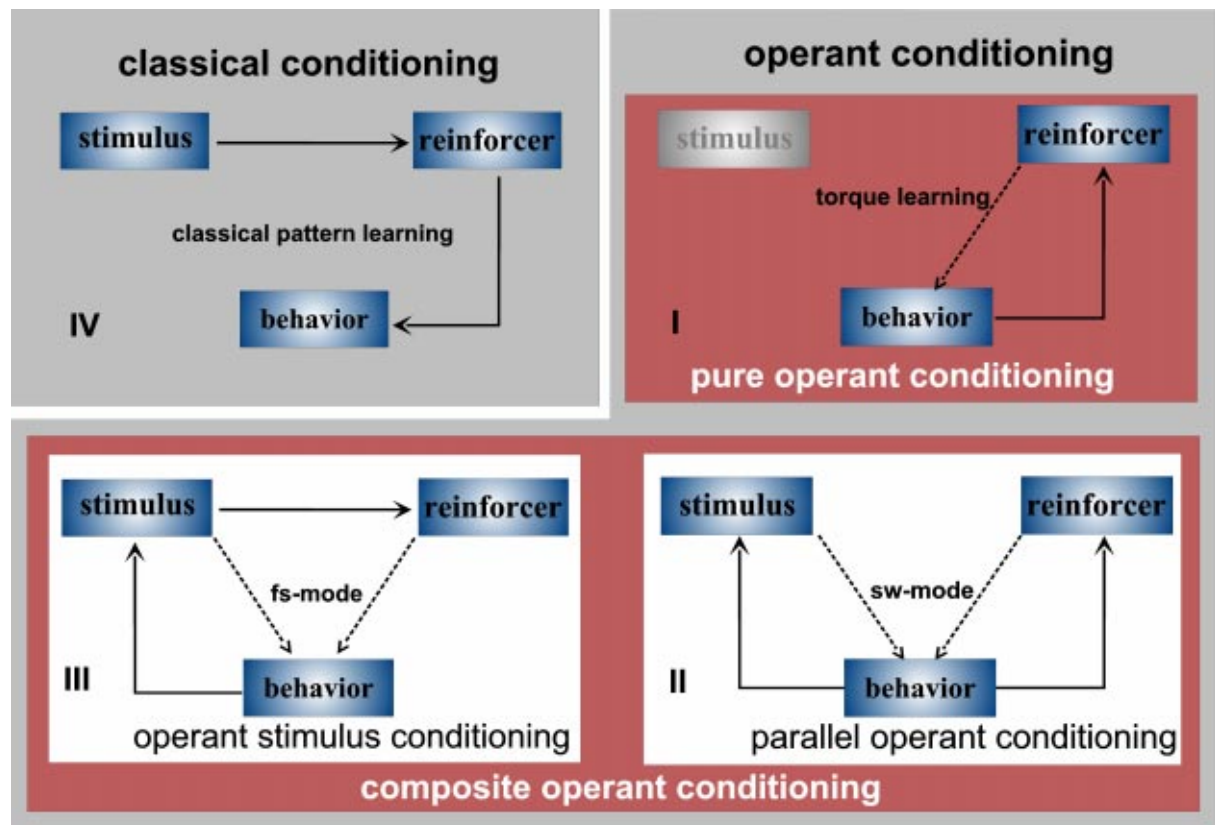 classical conditioning
stimulus
reinforcer
classical pattern learning
behavior
IV
operant conditioning
stimulus
reinforcer
torque learning
behavior
I
pure operant conditioning
stimulus
reinforcer
fs-mode
behavior
III
operant stimulus conditioning
stimulus
reinforcer
sw-mode
behavior
II
parallel operant conditioning
composite operant conditioning